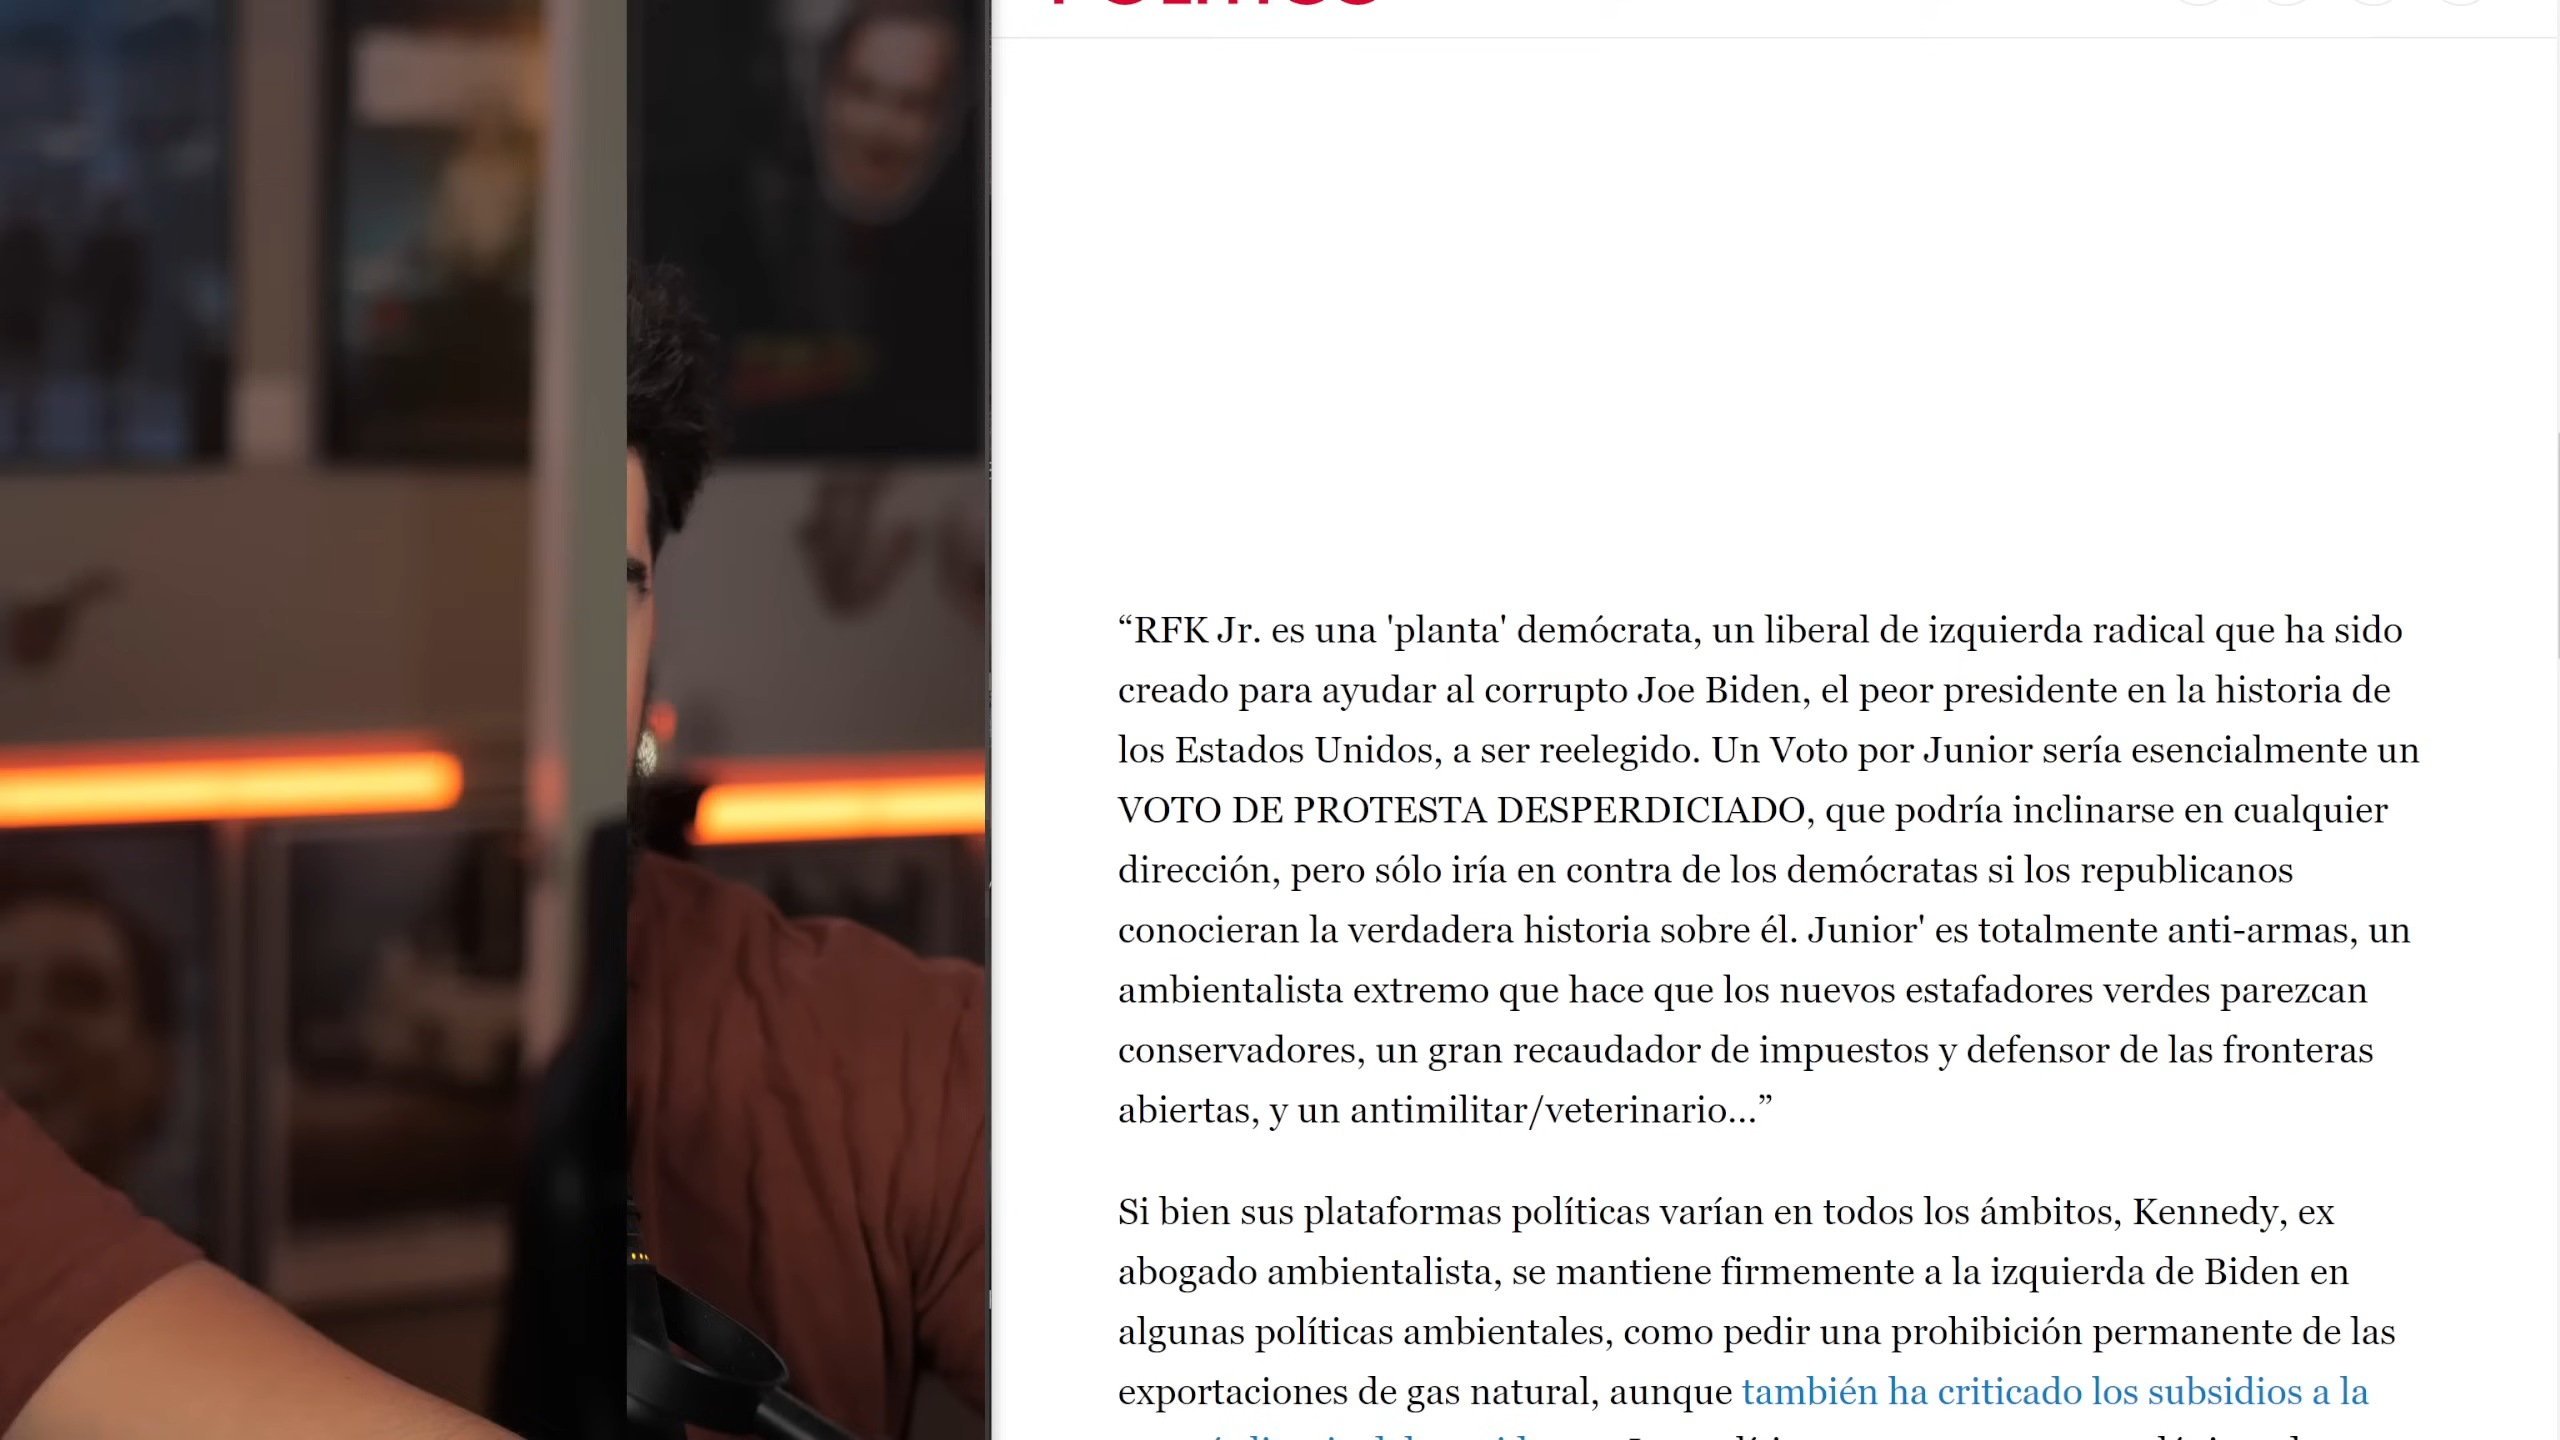 “RFK Jr. es una 'planta' demócrata, un liberal de izquierda radical que ha sido
creado para ayudar al corrupto Joe Biden, el peor presidente en la historia de
los Estados Unidos, a ser reelegido. Un Voto por Junior sería esencialmente un
VOTO DE PROTESTA DESPERDICIADO, que podría inclinarse en cualquier
dirección, pero sólo iría en contra de los demócratas si los republicanos
conocieran la verdadera historia sobre él. Junior' es totalmente anti-armas, un
ambientalista extremo que hace que los nuevos estafadores verdes parezcan
conservadores, un gran recaudador de impuestos y defensor de las fronteras
abiertas, y un antimilitar/veterinario...”
Si bien sus plataformas políticas varían en todos los ámbitos, Kennedy, ex
abogado ambientalista, se mantiene firmemente a la izquierda de Biden en
algunas políticas ambientales, como pedir una prohibición permanente de las
exportaciones de gas natural, aunque también ha criticado los subsidios a la